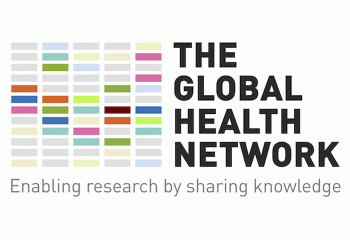 THE
GLOBAL
HEALTH
NETWORK
Enabling research by sharing knowledge